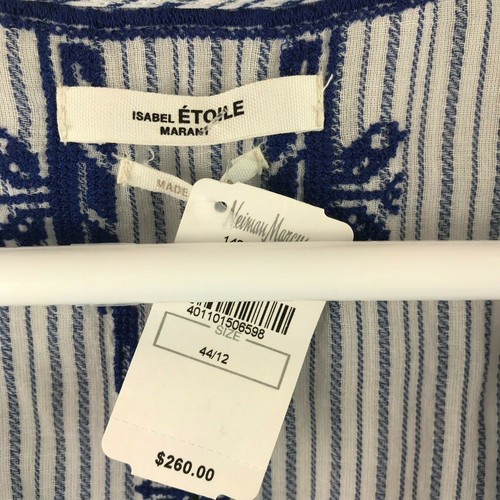 ISABEL ÉTOILE
MARANT
MADE
Neiman Marcus
401101506598
SIZE
44/12
$260.00